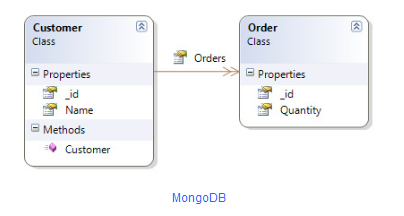 Customer
Class
Properties
_id
Name
Methods
Customer
Orders
Order
Class
Properties
_id
Quantity
MongoDB